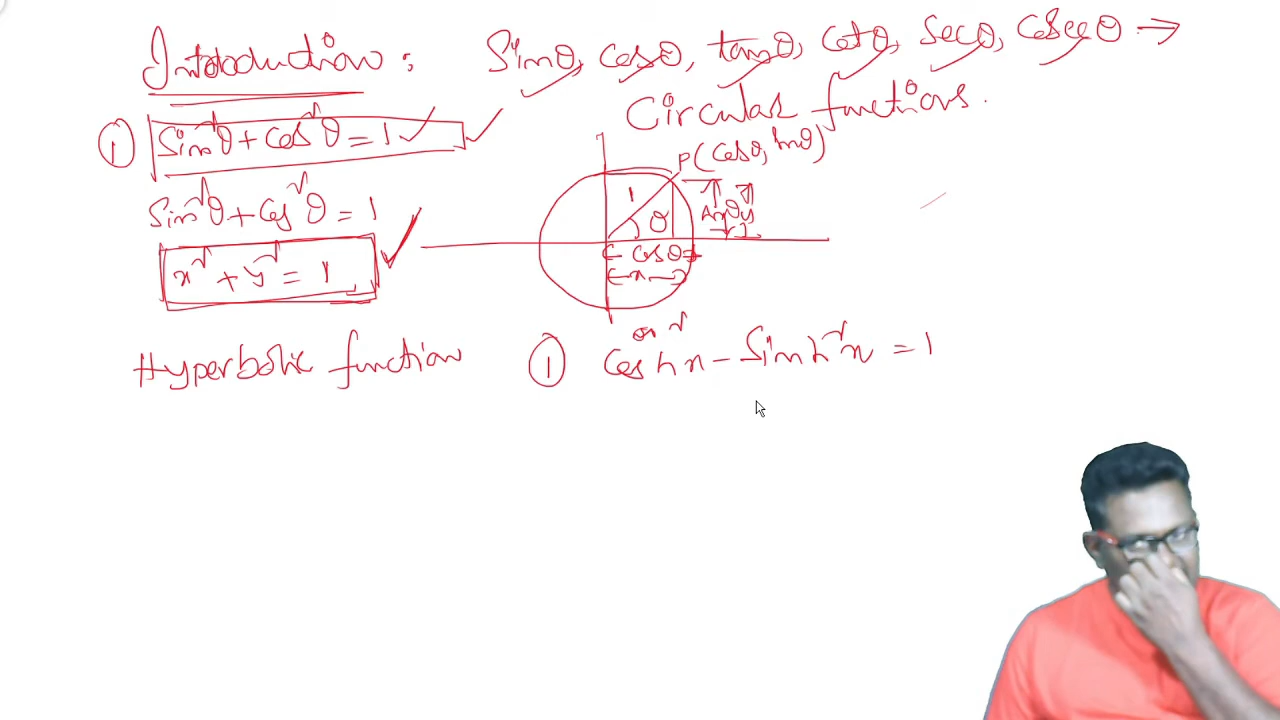 Introduction : Sinθ, Cosθ, tanθ, Cotθ, Secθ, Cosecθ →
Circular functions.
① Sin²θ + Cos²θ = 1
P(Cosθ, Sinθ)
Sin²θ + Cos²θ = 1
1 θ Sinθ y
Cosθ
x
x² + y² = 1
Hyperbolic function ① Cosh²x − Sinh²x = 1